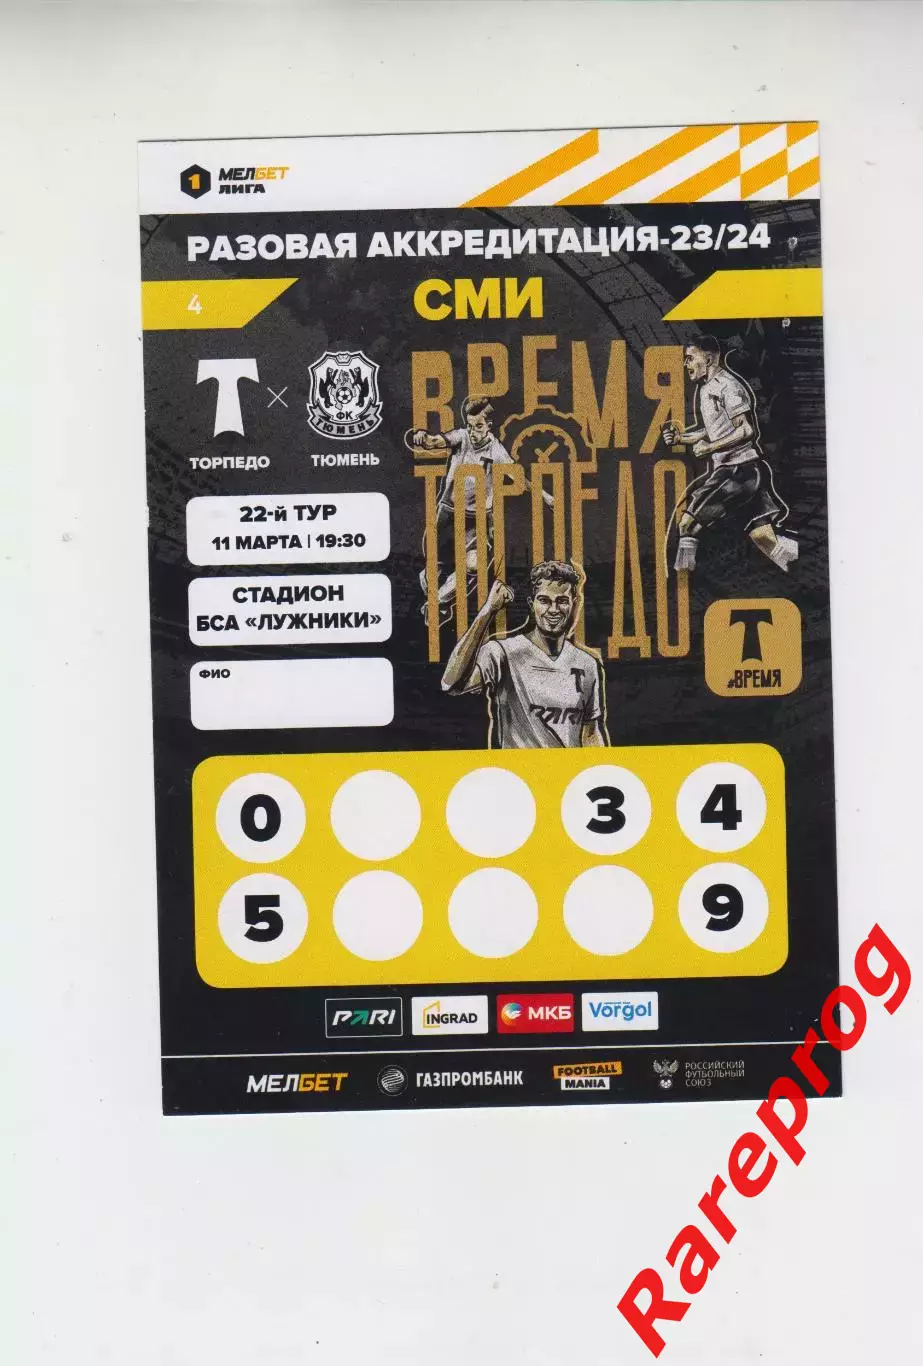 1 МЕЛБЕТ
ЛИГА
РАЗОВАЯ АККРЕДИТАЦИЯ-23/24
4
СМИ
ВРЕМЯ
ТОРПЕДО
Т × ФК
ТЮМЕНЬ
ТОРПЕДО ТЮМЕНЬ
22-й ТУР
11 МАРТА | 19:30
СТАДИОН
БСА «ЛУЖНИКИ»
ФИО
Т
PARI
Т
#ВРЕМЯ
0 3 4
5 9
PARI INGRAD МКБ Vorgol
МЕЛБЕТ ГАЗПРОМБАНК FOOTBALL
MANIA
РОССИЙСКИЙ
ФУТБОЛЬНЫЙ
СОЮЗ
Rareprog